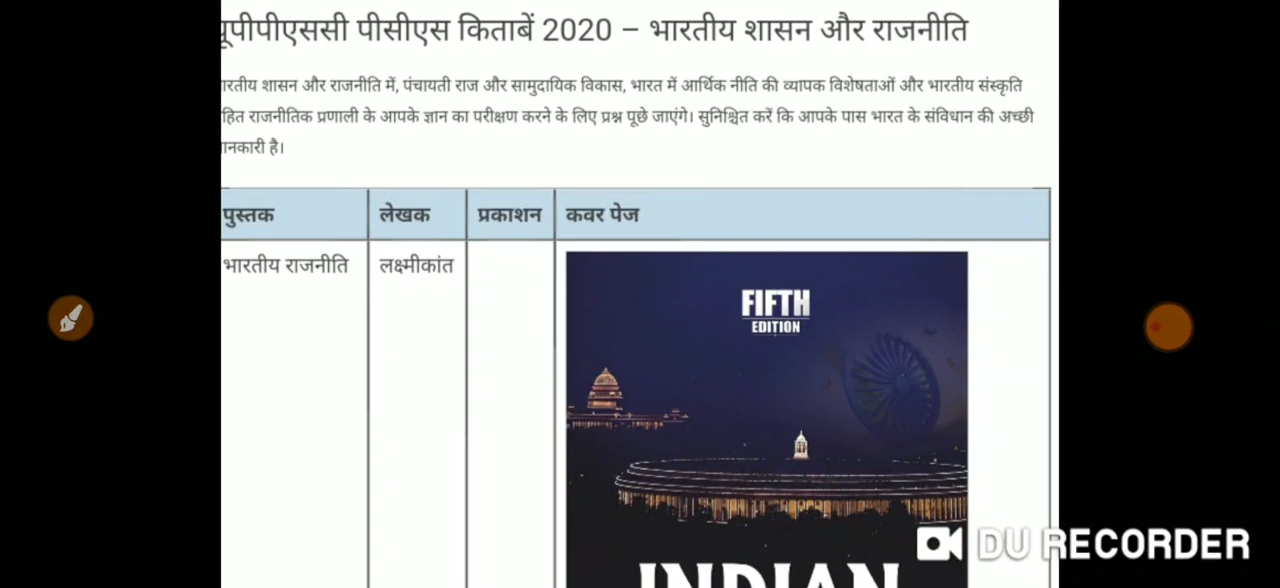 यूपीपीएससी पीसीएस किताबें 2020 – भारतीय शासन और राजनीति
ारतीय शासन और राजनीति में, पंचायती राज और सामुदायिक विकास, भारत में आर्थिक नीति की व्यापक विशेषताओं और भारतीय संस्कृति
हित राजनीतिक प्रणाली के आपके ज्ञान का परीक्षण करने के लिए प्रश्न पूछे जाएंगे। सुनिश्चित करें कि आपके पास भारत के संविधान की अच्छी
ानकारी है।
पुस्तक लेखक प्रकाशन कवर पेज
भारतीय राजनीति लक्ष्मीकांत
FIFTH
EDITION
INDIAN
DU RECORDER